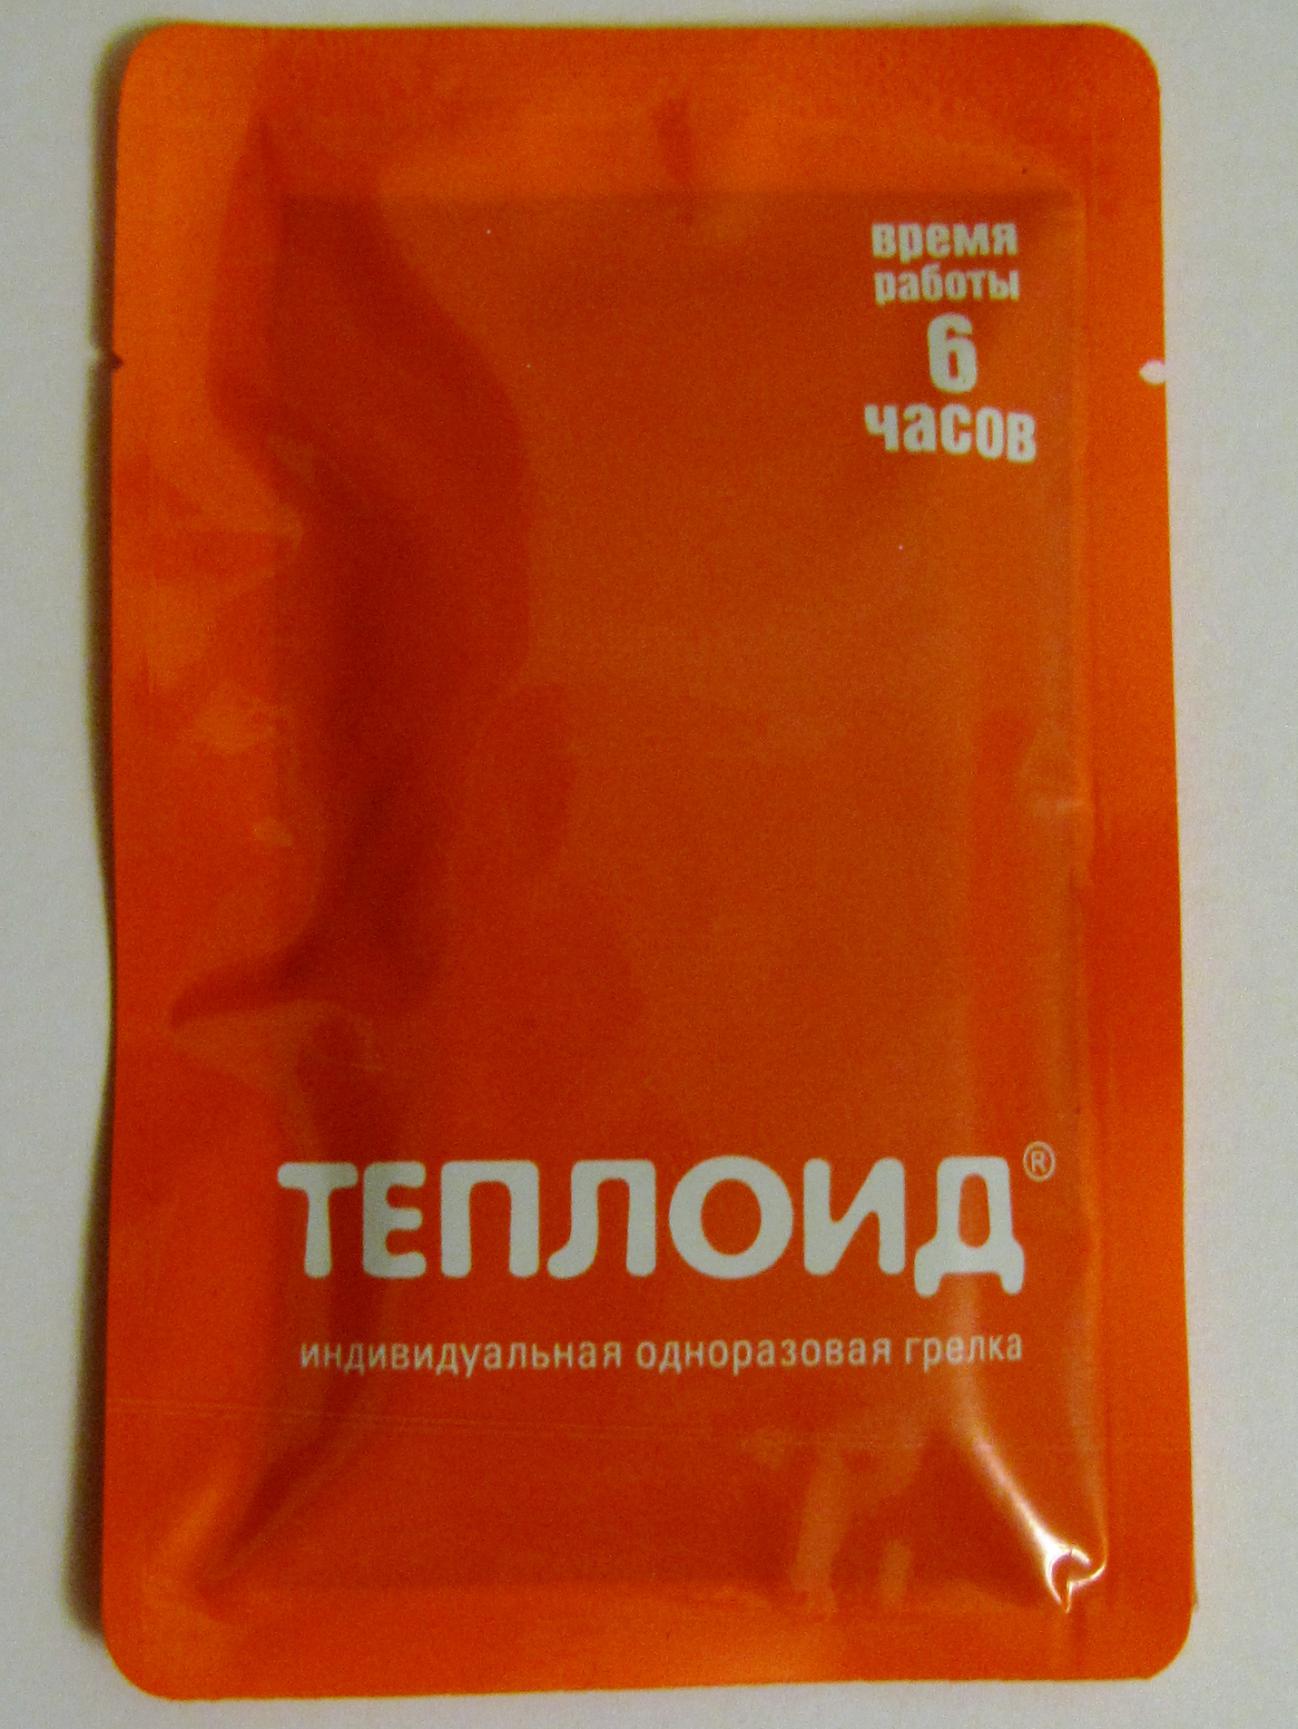 время
работы
6
часов
ТЕПЛОИД®
индивидуальная одноразовая грелка